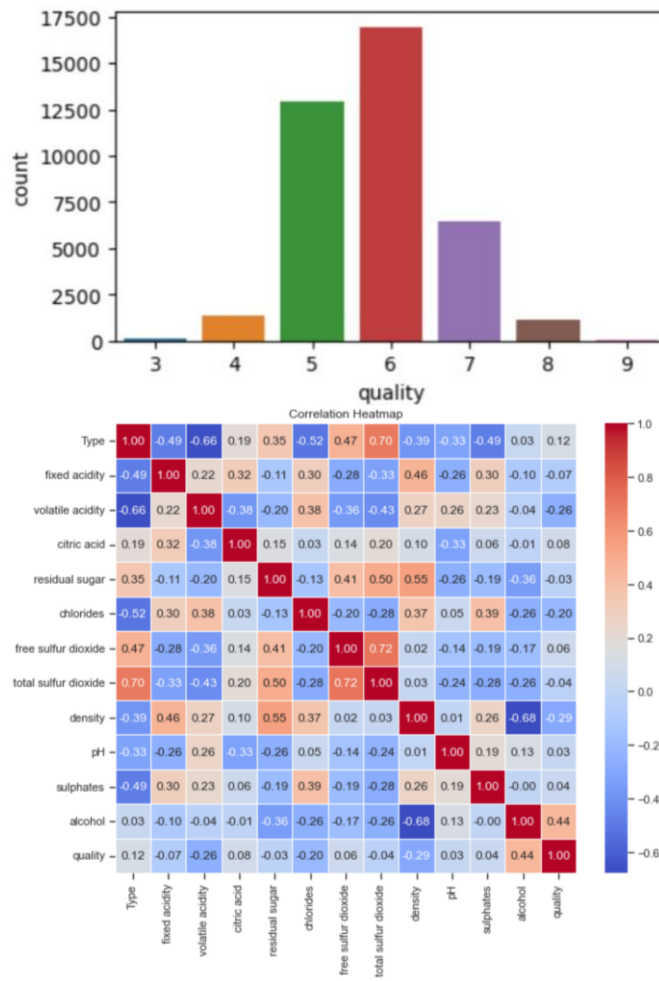 17500
15000
12500
10000
7500
5000
2500
0
count
3 4 5 6 7 8 9
quality
Correlation Heatmap
Type 1.00 -0.49 -0.66 0.19 0.35 -0.52 0.47 0.70 -0.39 -0.33 -0.49 0.03 0.12
fixed acidity -0.49 1.00 0.22 0.32 -0.11 0.30 -0.28 -0.33 0.46 -0.26 0.30 -0.10 -0.07
volatile acidity -0.66 0.22 1.00 -0.38 -0.20 0.38 -0.36 -0.43 0.27 0.26 0.23 -0.04 -0.26
citric acid 0.19 0.32 -0.38 1.00 0.15 0.03 0.14 0.20 0.10 -0.33 0.06 -0.01 0.08
residual sugar 0.35 -0.11 -0.20 0.15 1.00 -0.13 0.41 0.50 0.55 -0.26 -0.19 -0.36 -0.03
chlorides -0.52 0.30 0.38 0.03 -0.13 1.00 -0.20 -0.28 0.37 0.05 0.39 -0.26 -0.20
free sulfur dioxide 0.47 -0.28 -0.36 0.14 0.41 -0.20 1.00 0.72 0.02 -0.14 -0.19 -0.17 0.06
total sulfur dioxide 0.70 -0.33 -0.43 0.20 0.50 -0.28 0.72 1.00 0.03 -0.24 -0.28 -0.26 -0.04
density -0.39 0.46 0.27 0.10 0.55 0.37 0.02 0.03 1.00 0.01 0.26 -0.68 -0.29
pH -0.33 -0.26 0.26 -0.33 -0.26 0.05 -0.14 -0.24 0.01 1.00 0.19 0.13 0.03
sulphates -0.49 0.30 0.23 0.06 -0.19 0.39 -0.19 -0.28 0.26 0.19 1.00 -0.00 0.04
alcohol 0.03 -0.10 -0.04 -0.01 -0.36 -0.26 -0.17 -0.26 -0.68 0.13 -0.00 1.00 0.44
quality 0.12 -0.07 -0.26 0.08 -0.03 -0.20 0.06 -0.04 -0.29 0.03 0.04 0.44 1.00
Type
fixed acidity
volatile acidity
citric acid
residual sugar
chlorides
free sulfur dioxide
total sulfur dioxide
density
pH
sulphates
alcohol
quality
1.0
0.8
0.6
0.4
0.2
0.0
-0.2
-0.4
-0.6